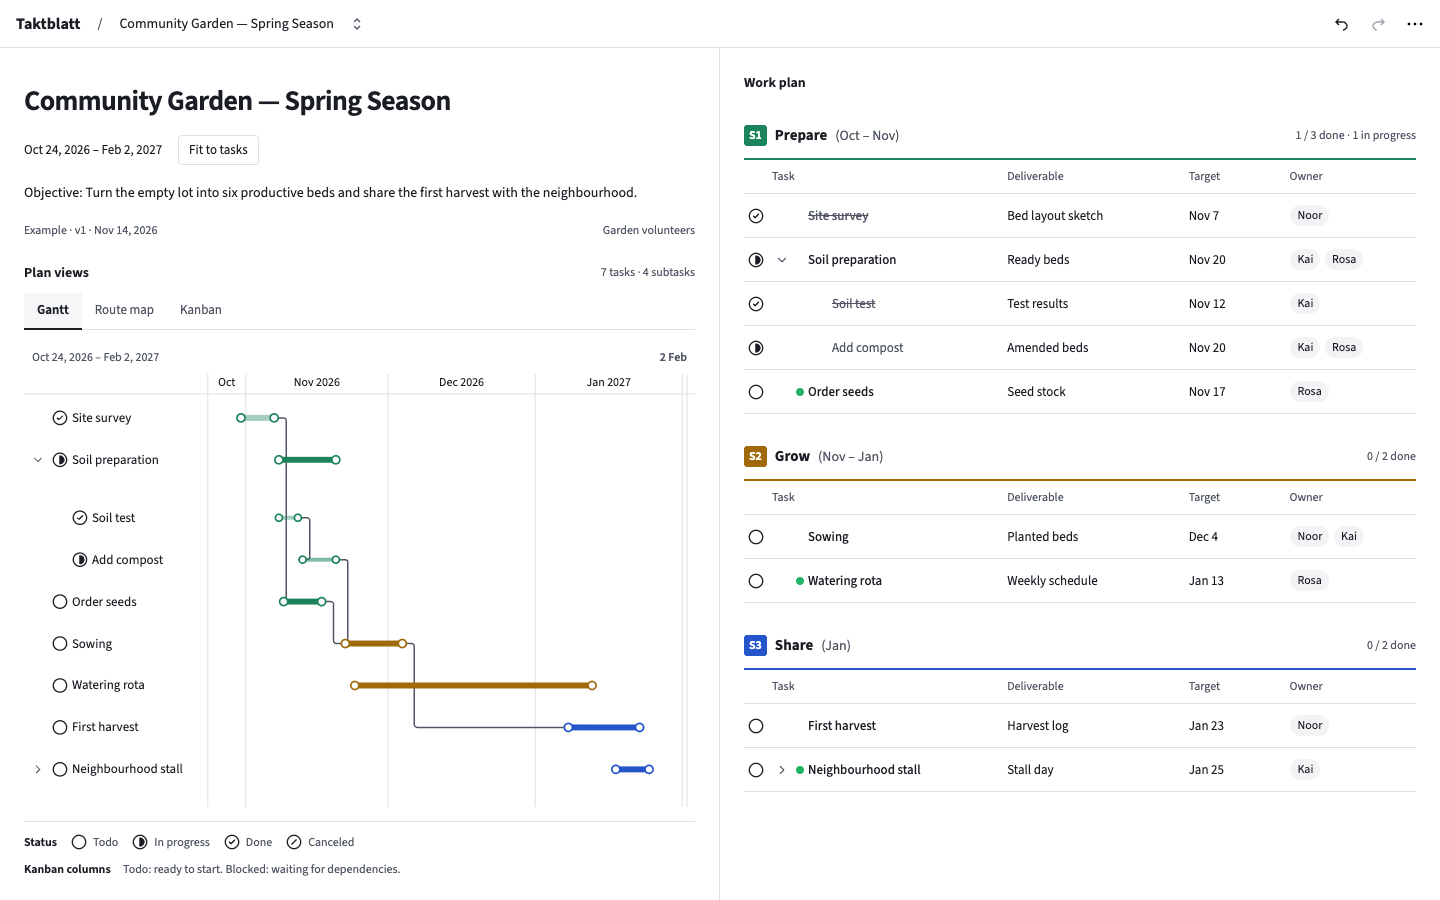 Taktblatt / Community Garden — Spring Season
Community Garden — Spring Season
Oct 24, 2026 – Feb 2, 2027 Fit to tasks
Objective: Turn the empty lot into six productive beds and share the first harvest with the neighbourhood.
Example · v1 · Nov 14, 2026 Garden volunteers
Plan views 7 tasks · 4 subtasks
Gantt Route map Kanban
Oct 24, 2026 – Feb 2, 2027 2 Feb
Oct Nov 2026 Dec 2026 Jan 2027
Site survey
Soil preparation
Soil test
Add compost
Order seeds
Sowing
Watering rota
First harvest
Neighbourhood stall
Status Todo In progress Done Canceled
Kanban columns Todo: ready to start. Blocked: waiting for dependencies.
Work plan
S1 Prepare (Oct – Nov) 1 / 3 done · 1 in progress
Task Deliverable Target Owner
Site survey Bed layout sketch Nov 7 Noor
Soil preparation Ready beds Nov 20 Kai Rosa
Soil test Test results Nov 12 Kai
Add compost Amended beds Nov 20 Kai Rosa
Order seeds Seed stock Nov 17 Rosa
S2 Grow (Nov – Jan) 0 / 2 done
Task Deliverable Target Owner
Sowing Planted beds Dec 4 Noor Kai
Watering rota Weekly schedule Jan 13 Rosa
S3 Share (Jan) 0 / 2 done
Task Deliverable Target Owner
First harvest Harvest log Jan 23 Noor
Neighbourhood stall Stall day Jan 25 Kai